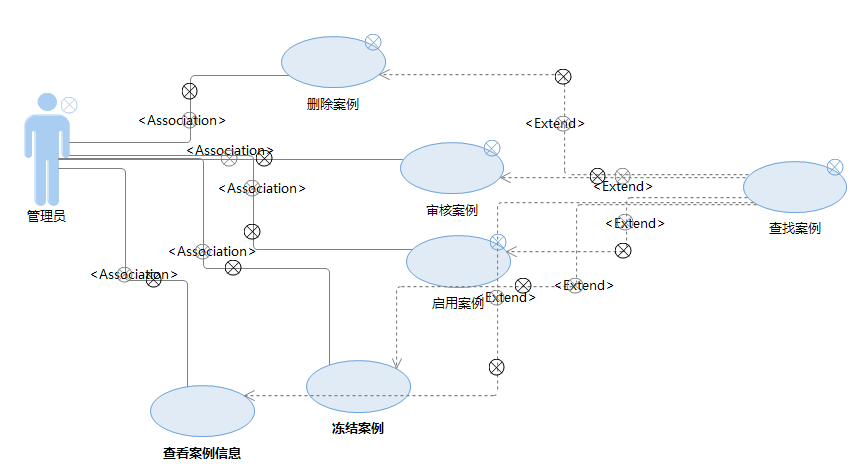 删除案例
<Association>
<Extend>
<Association>
<Association>
<Extend>
管理员
审核案例
<Extend>
查找案例
<Association>
<Association>
<Extend>
启用案例
<Extend>
冻结案例
查看案例信息